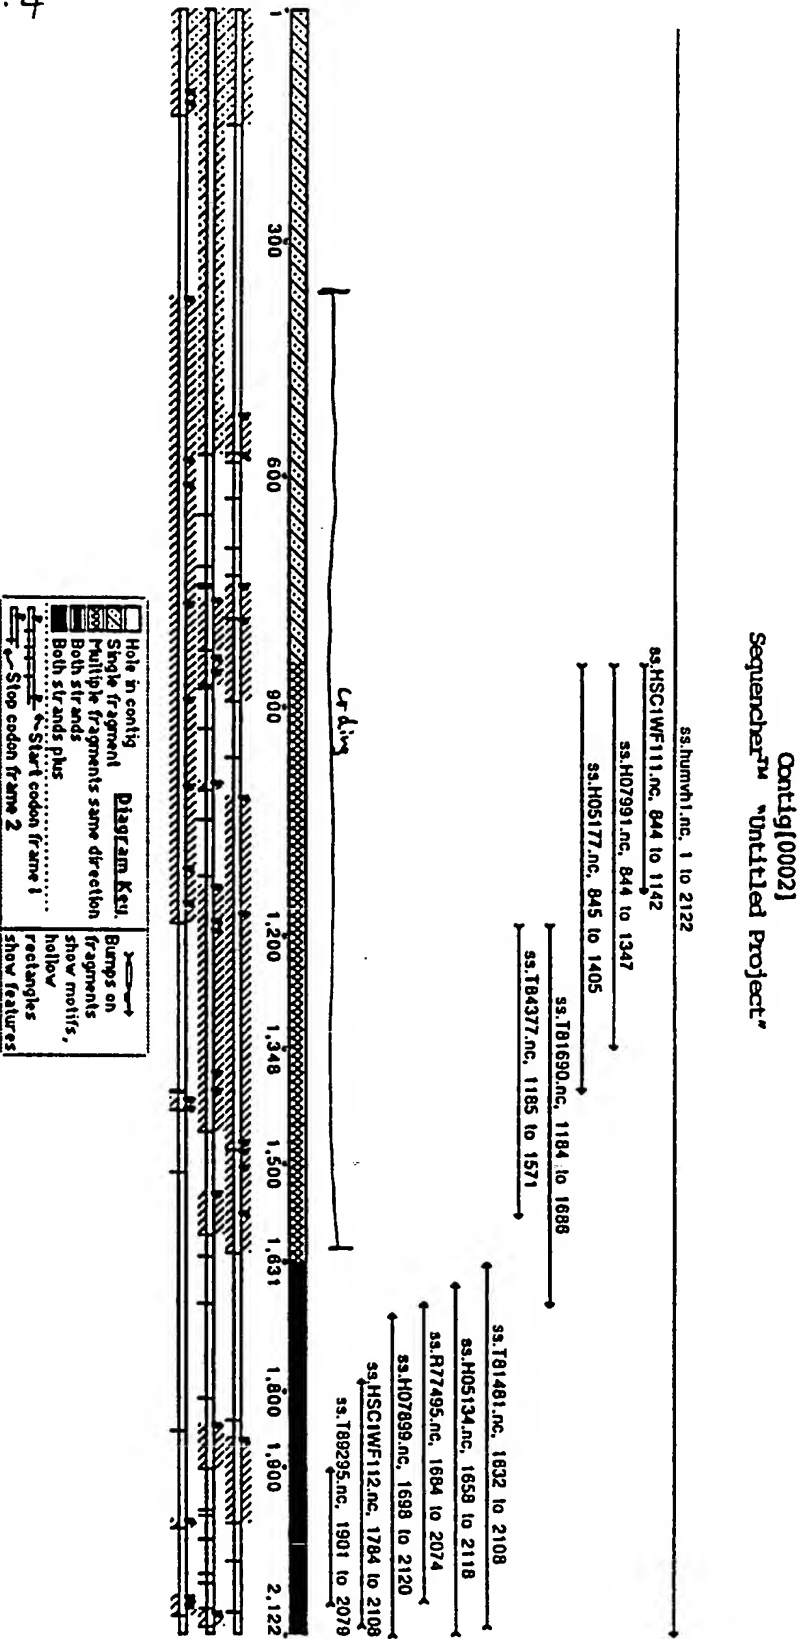 . 4
Contig[0002]
Sequencher™ "Untitled Project"
ss.humvh1.nc, 1 to 2122
ss.HSC1WF111.nc, 844 to 1142
ss.H07991.nc, 844 to 1347
ss.H05177.nc, 845 to 1405
ss.T81690.nc, 1184 to 1686
ss.T84377.nc, 1185 to 1571
ss.T81481.nc, 1632 to 2108
ss.H05134.nc, 1658 to 2118
ss.R77495.nc, 1684 to 2074
ss.H07899.nc, 1698 to 2120
ss.HSC1WF112.nc, 1784 to 2108
ss.T89295.nc, 1901 to 2079
coding
1 300 600 900 1,200 1,348 1,500 1,631 1,800 1,900 2,122
Diagram Key
Hole in contig
Single fragment
Multiple fragments same direction
Both strands
Both strands plus
Start codon frame 1
Stop codon frame 2
Bumps on
fragments
show motifs,
hollow
rectangles
show features